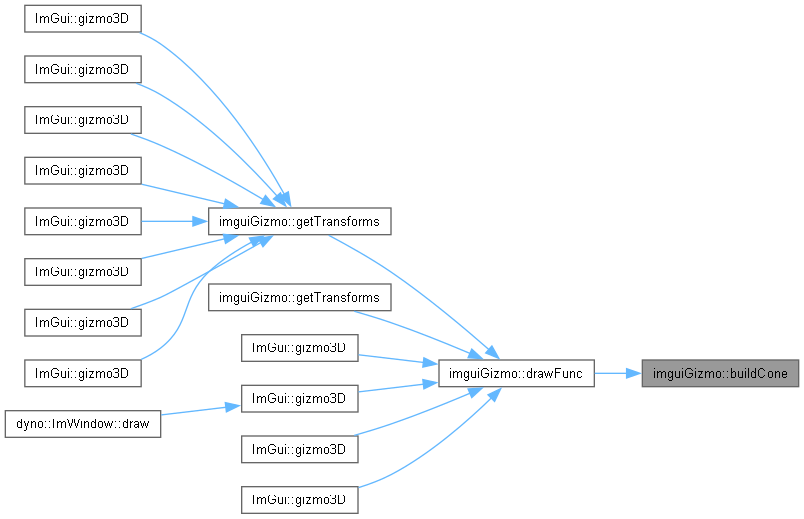 ImGui::gizmo3D
ImGui::gizmo3D
ImGui::gizmo3D
ImGui::gizmo3D
imguiGizmo::getTransforms
ImGui::gizmo3D
ImGui::gizmo3D
imguiGizmo::getTransforms
ImGui::gizmo3D
ImGui::gizmo3D
ImGui::gizmo3D
imguiGizmo::drawFunc
imguiGizmo::buildCone
ImGui::gizmo3D
dyno::ImWindow::draw
ImGui::gizmo3D
ImGui::gizmo3D